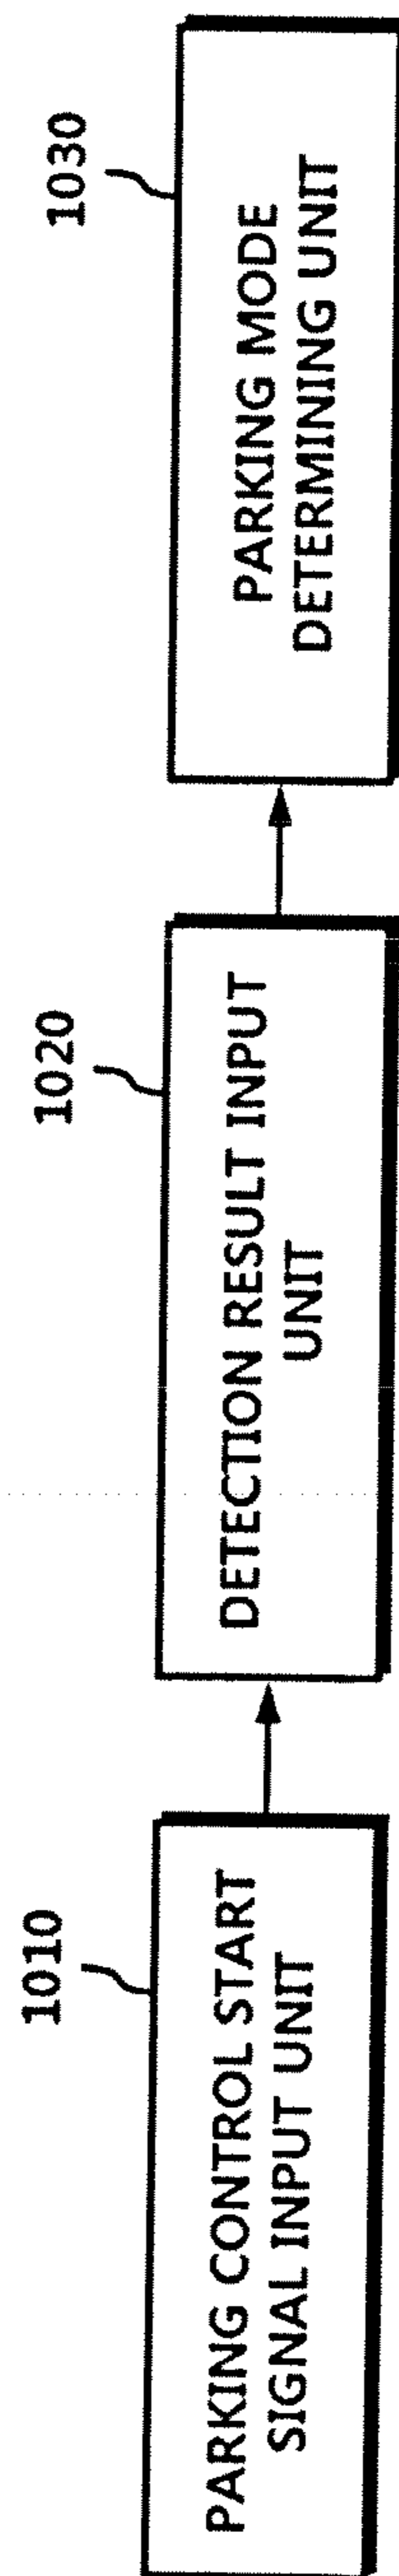 1010
PARKING CONTROL START
SIGNAL INPUT UNIT
1020
DETECTION RESULT INPUT
UNIT
1030
PARKING MODE
DETERMINING UNIT